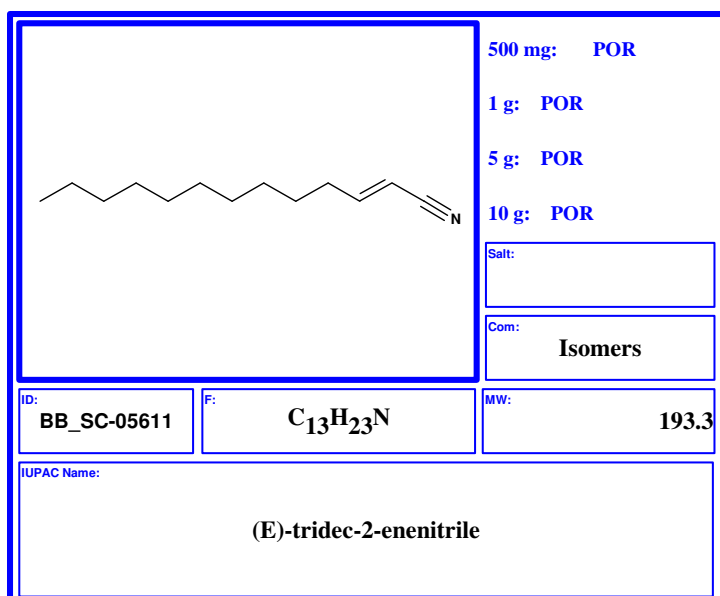 500 mg: POR
1 g: POR
5 g: POR
10 g: POR
N
Salt:
Com:
Isomers
ID:
BB_SC-05611
F:
C13H23N
MW:
193.3
IUPAC Name:
(E)-tridec-2-enenitrile